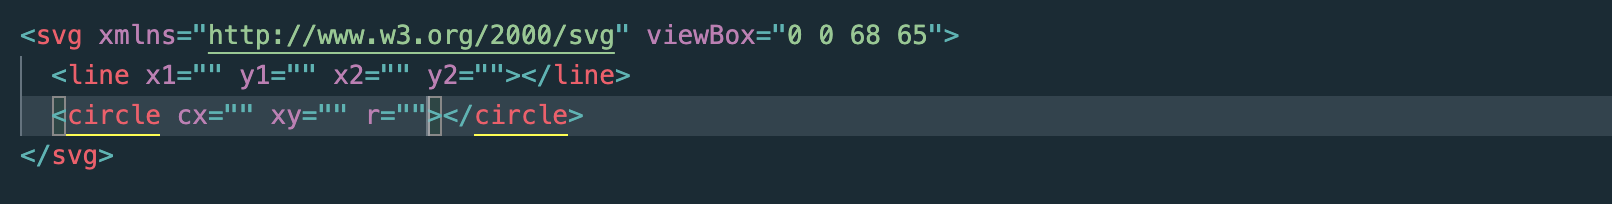 <svg xmlns="http://www.w3.org/2000/svg" viewBox="0 0 68 65">
  <line x1="" y1="" x2="" y2=""></line>
  <circle cx="" xy="" r=""></circle>
</svg>